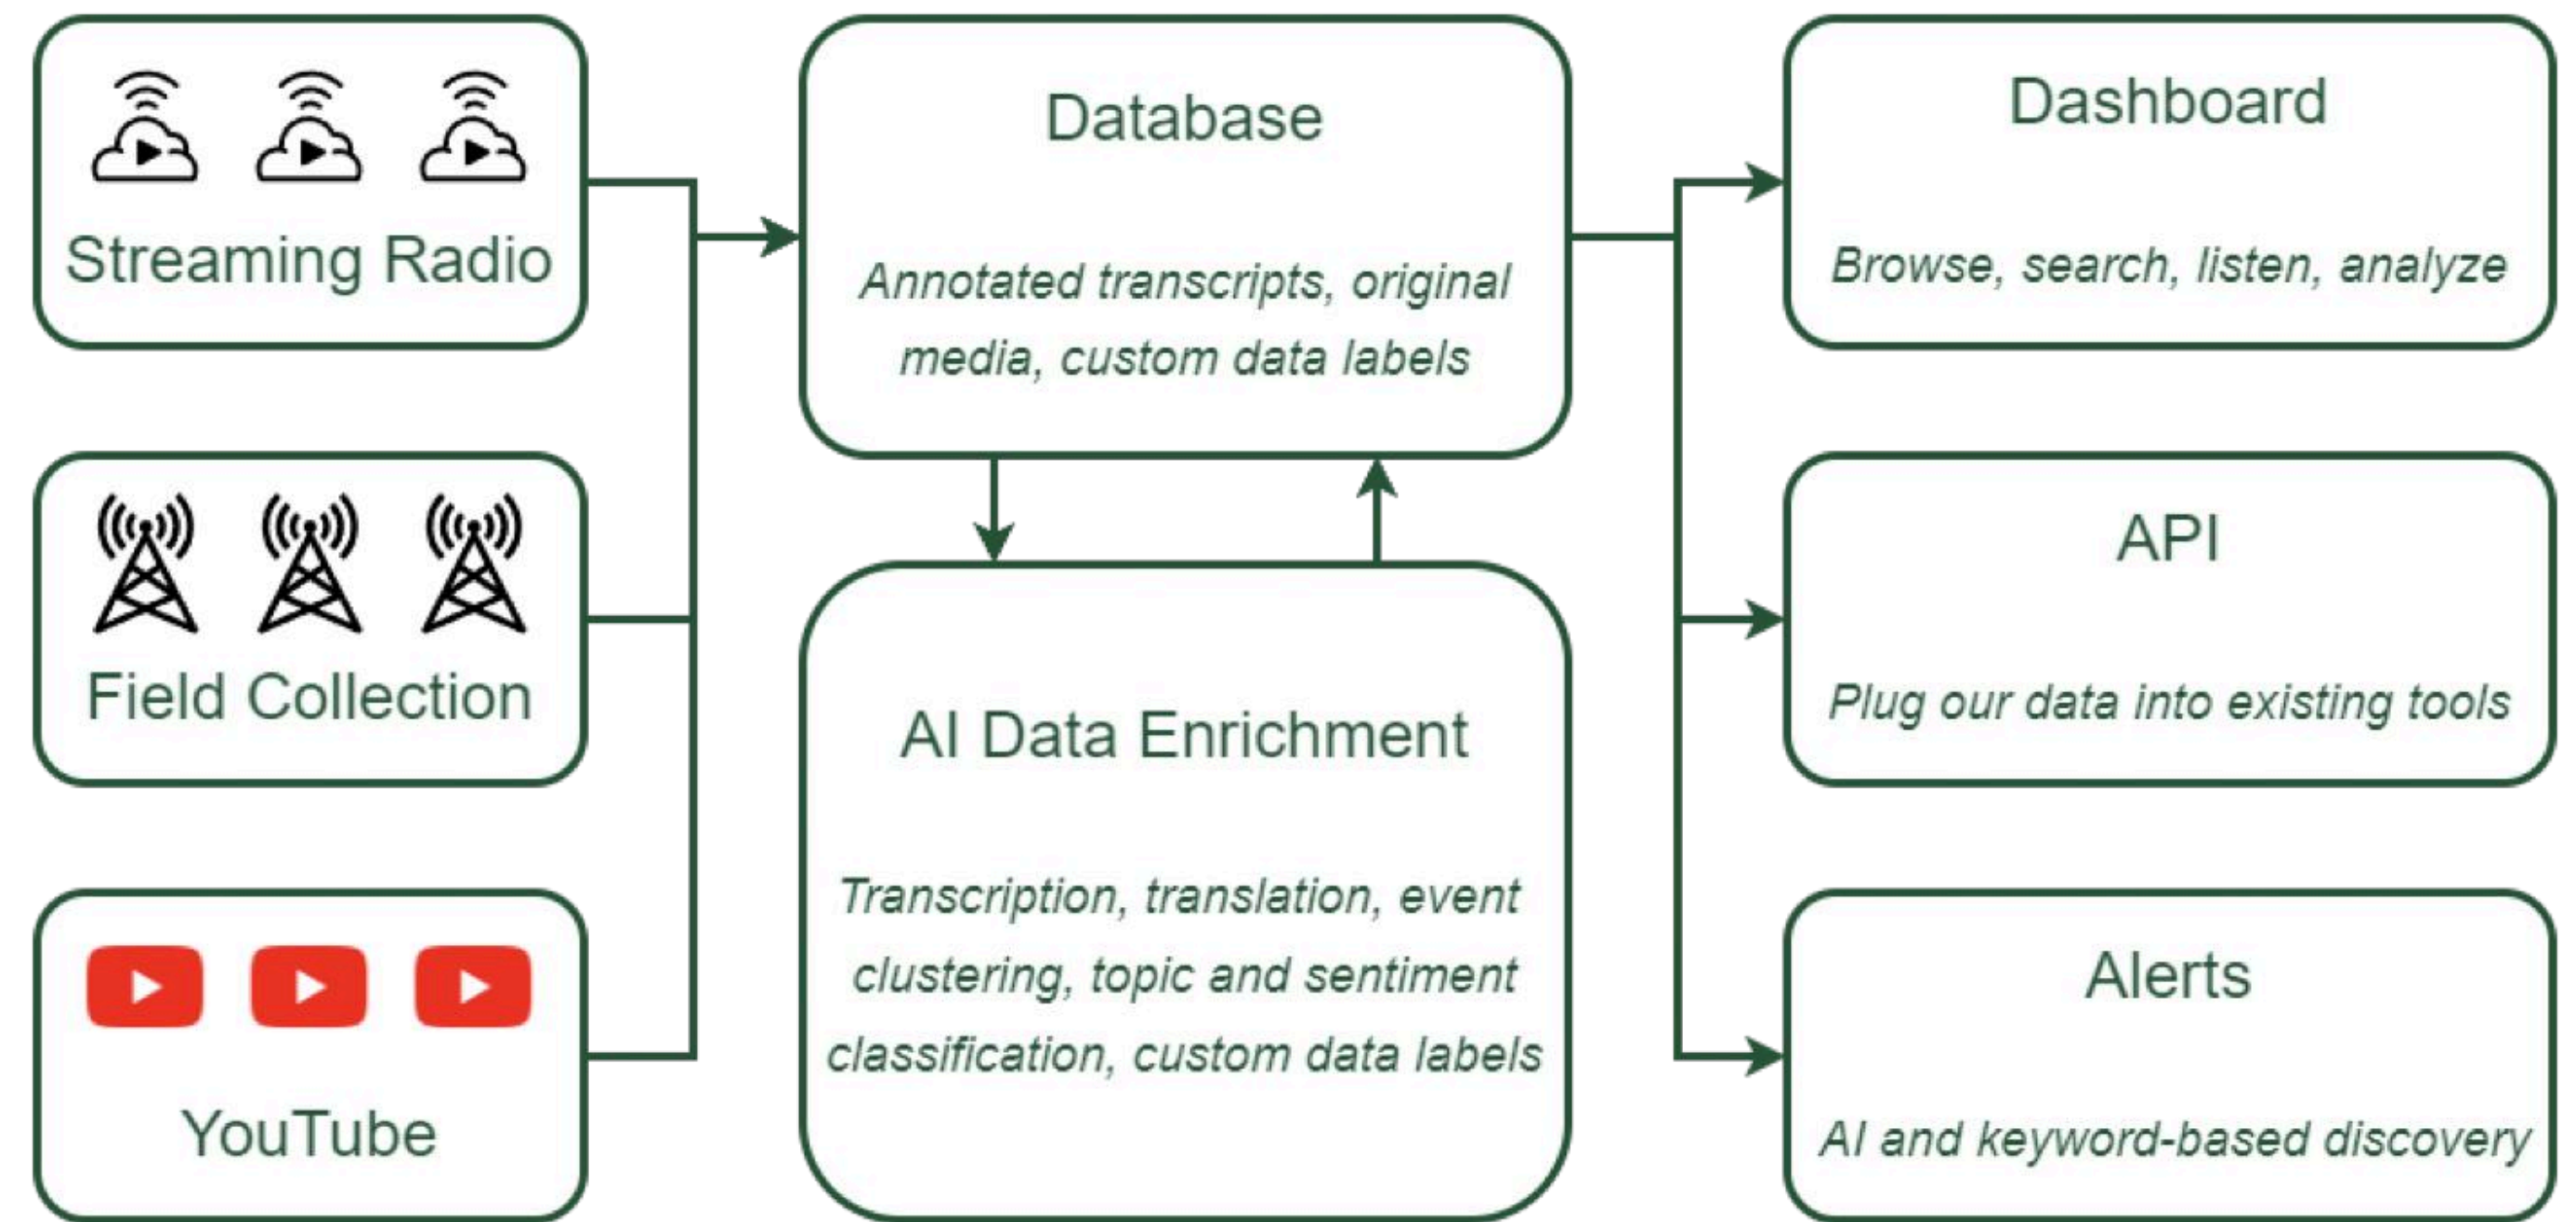 Streaming Radio
Field Collection
YouTube
Database
Annotated transcripts, original
media, custom data labels
AI Data Enrichment
Transcription, translation, event
clustering, topic and sentiment
classification, custom data labels
Dashboard
Browse, search, listen, analyze
API
Plug our data into existing tools
Alerts
AI and keyword-based discovery